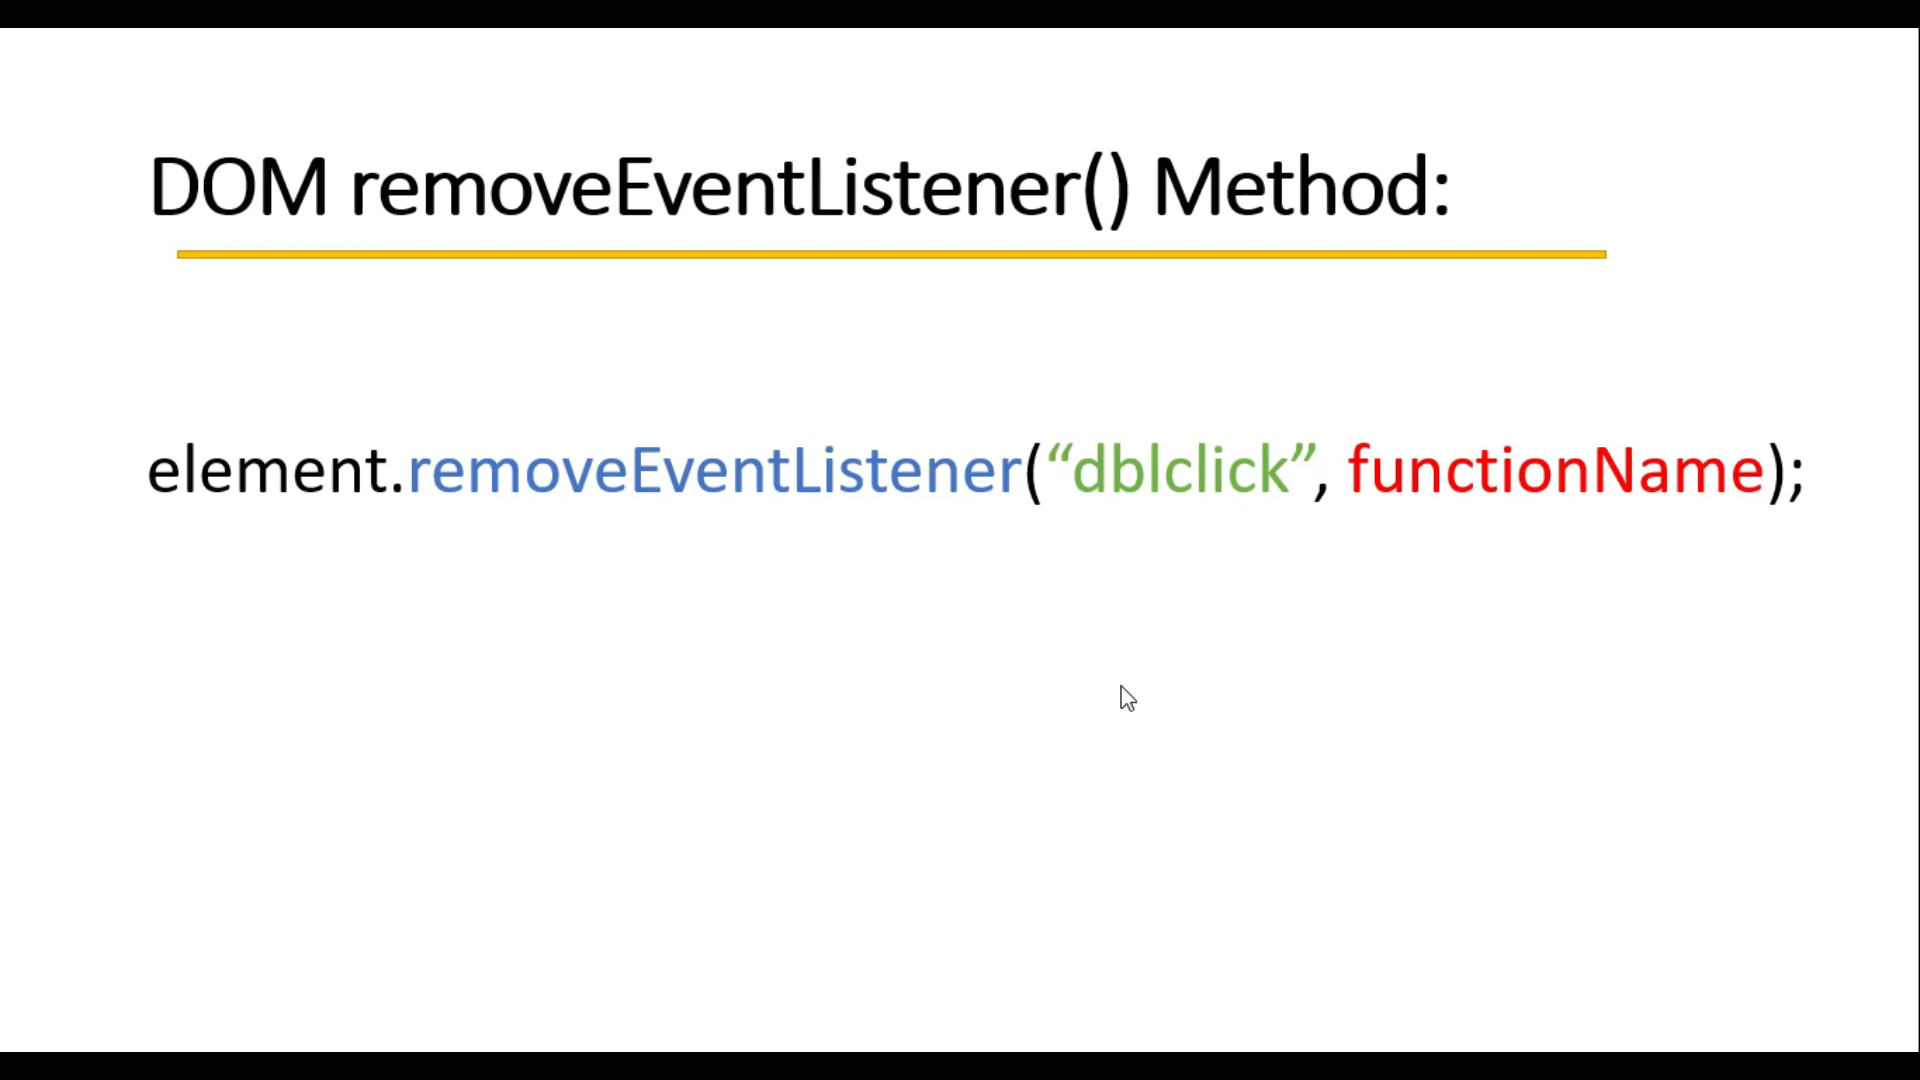 DOM removeEventListener() Method:
element.removeEventListener(“dblclick”, functionName);